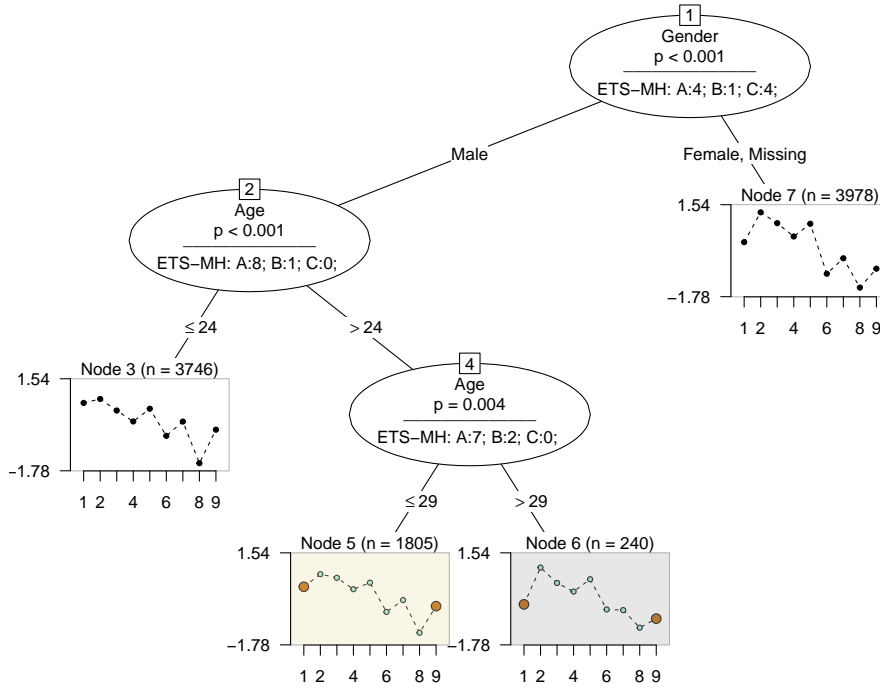 1
Gender
p < 0.001
ETS−MH: A:4; B:1; C:4;
Male
Female, Missing
2
Age
p < 0.001
ETS−MH: A:8; B:1; C:0;
Node 7 (n = 3978)
1.54
−1.78
1 2 4 6 8 9
≤ 24
> 24
Node 3 (n = 3746)
1.54
−1.78
1 2 4 6 8 9
4
Age
p = 0.004
ETS−MH: A:7; B:2; C:0;
≤ 29
> 29
Node 5 (n = 1805)
1.54
−1.78
1 2 4 6 8 9
Node 6 (n = 240)
1.54
−1.78
1 2 4 6 8 9